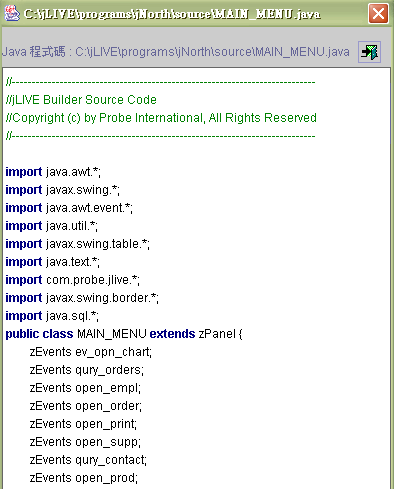 C:\jLIVE\programs\jNorth\source\MAIN_MENU.java
Java 程式碼 : C:\jLIVE\programs\jNorth\source\MAIN_MENU.java
//--------------------------------------------------------------------------------
//jLIVE Builder Source Code
//Copyright (c) by Probe International, All Rights Reserved
//--------------------------------------------------------------------------------
import java.awt.*;
import javax.swing.*;
import java.awt.event.*;
import java.util.*;
import javax.swing.table.*;
import java.text.*;
import com.probe.jlive.*;
import javax.swing.border.*;
import java.sql.*;
public class MAIN_MENU extends zPanel {
zEvents ev_opn_chart;
zEvents qury_orders;
zEvents open_empl;
zEvents open_order;
zEvents open_print;
zEvents open_supp;
zEvents qury_contact;
zEvents open_prod;